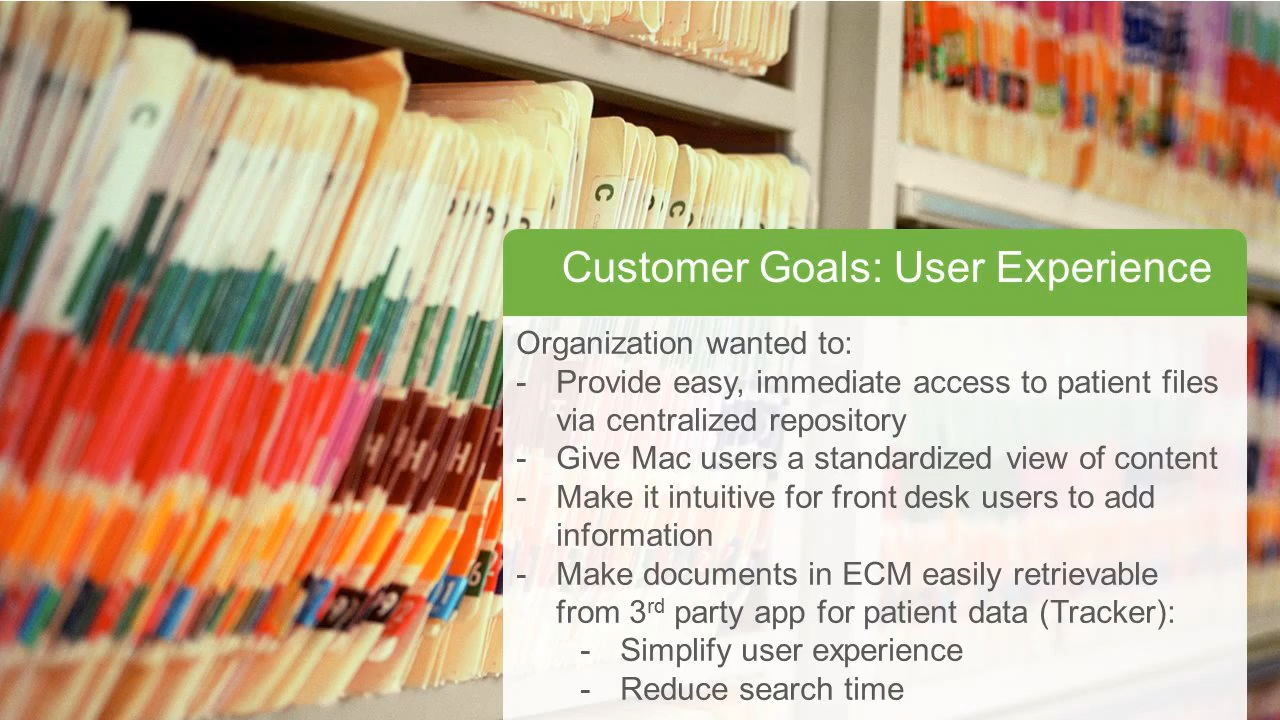 Customer Goals: User Experience
Organization wanted to:
- Provide easy, immediate access to patient files
via centralized repository
- Give Mac users a standardized view of content
- Make it intuitive for front desk users to add
information
- Make documents in ECM easily retrievable
from 3rd party app for patient data (Tracker):
- Simplify user experience
- Reduce search time
C
C
C
H H H
6